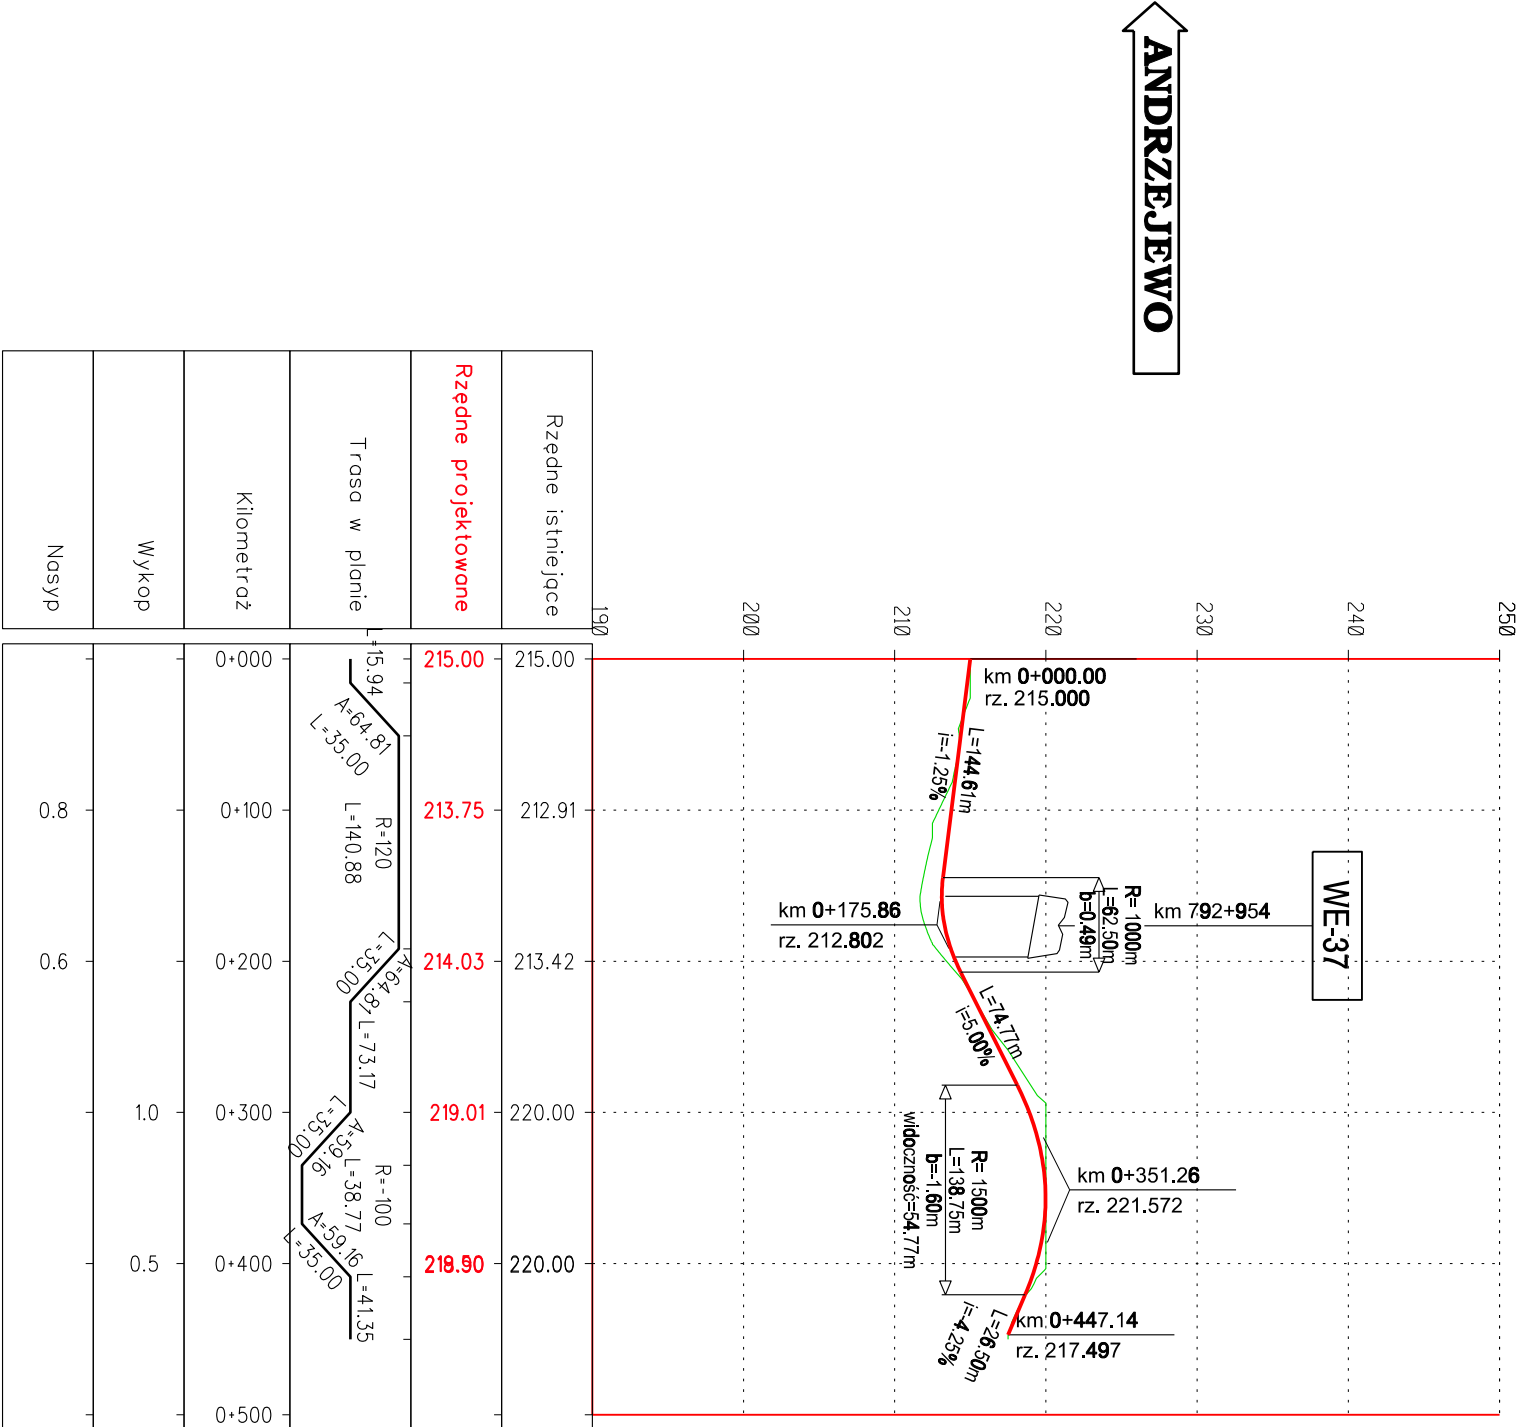 ANDRZEJEWO
250
240
230
220
210
200
190
WE-37
km 792+954
R= 1000m
L=62.50m
b=0.49m
km 0+000.00
rz. 215.000
L=144.61m
i=-1.25%
km 0+175.86
rz. 212.802
L=74.77m
i=5.00%
km 0+351.26
rz. 221.572
R= 1500m
L=138.75m
b=-1.60m
widoczność=54.77m
km 0+447.14
rz. 217.497
L=26.50m
i=-4.25%
Rzędne istniejące
215.00
212.91
213.42
220.00
220.00
Rzędne projektowane
215.00
213.75
214.03
219.01
Trasa w planie
L=15.94
A=64.81
L=35.00
R=120
L=140.88
A=64.81
L=35.00
L=73.17
A=59.16
L=35.00
R=-100
L=38.77
A=59.16
L=35.00
L=41.35
Kilometraż
0+000
0+100
0+200
0+300
0+400
0+500
Wykop
1.0
0.5
Nasyp
0.8
0.6